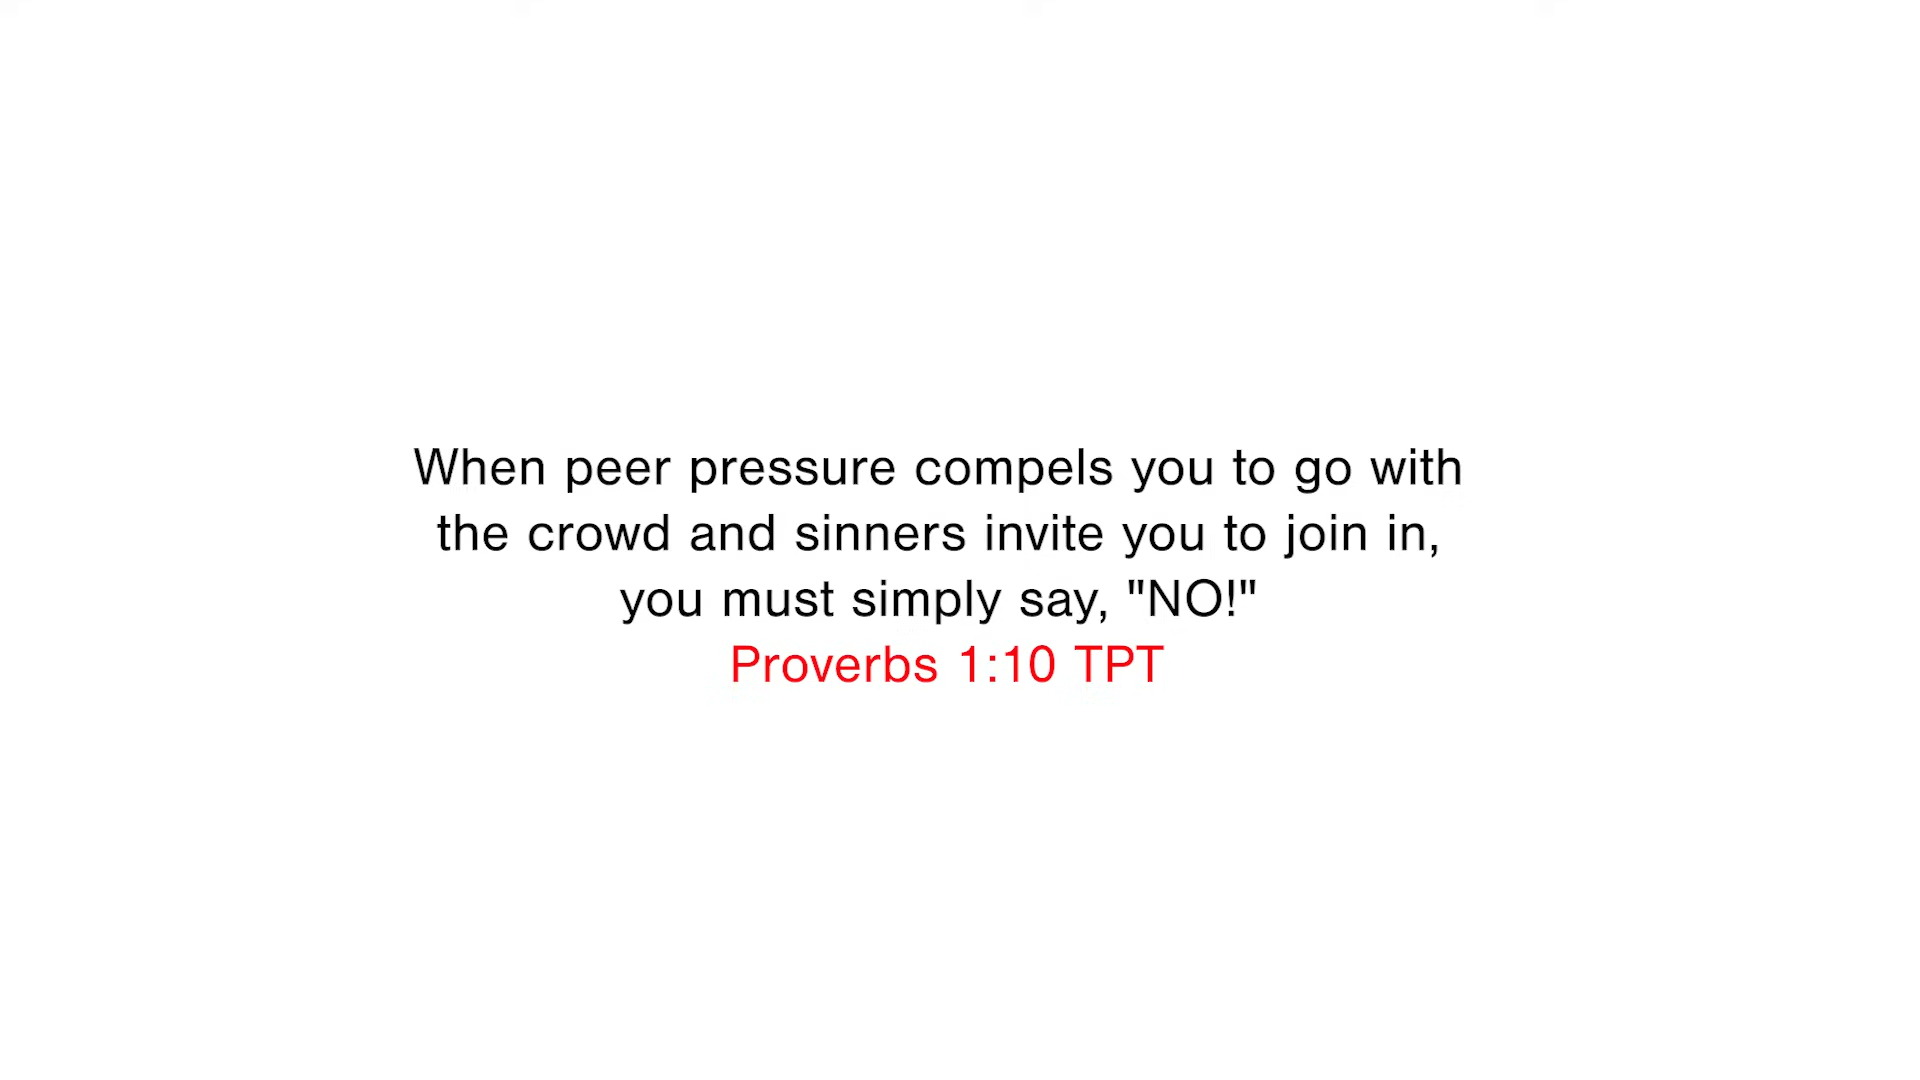 When peer pressure compels you to go with
the crowd and sinners invite you to join in,
you must simply say, "NO!"
Proverbs 1:10 TPT